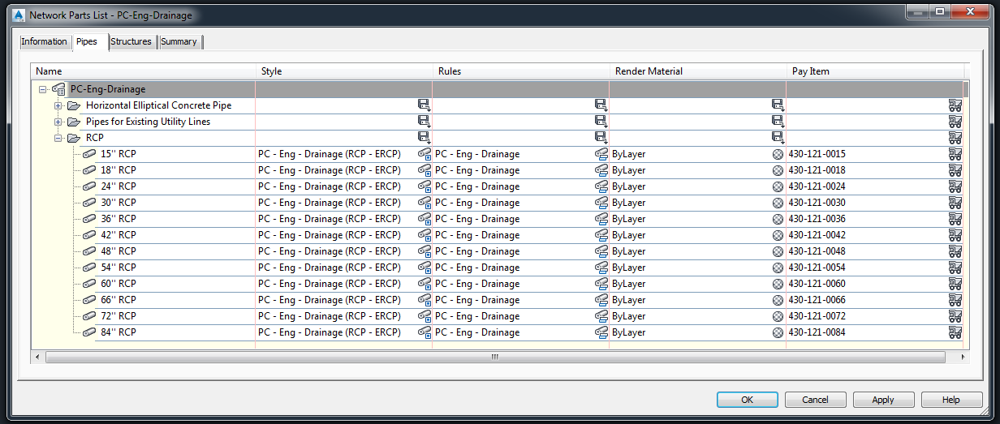 Network Parts List - PC-Eng-Drainage
Information Pipes Structures Summary
Name Style Rules Render Material Pay Item
PC-Eng-Drainage
Horizontal Elliptical Concrete Pipe
Pipes for Existing Utility Lines
RCP
15'' RCP PC - Eng - Drainage (RCP - ERCP) PC - Eng - Drainage ByLayer 430-121-0015
18'' RCP PC - Eng - Drainage (RCP - ERCP) PC - Eng - Drainage ByLayer 430-121-0018
24'' RCP PC - Eng - Drainage (RCP - ERCP) PC - Eng - Drainage ByLayer 430-121-0024
30'' RCP PC - Eng - Drainage (RCP - ERCP) PC - Eng - Drainage ByLayer 430-121-0030
36'' RCP PC - Eng - Drainage (RCP - ERCP) PC - Eng - Drainage ByLayer 430-121-0036
42'' RCP PC - Eng - Drainage (RCP - ERCP) PC - Eng - Drainage ByLayer 430-121-0042
48'' RCP PC - Eng - Drainage (RCP - ERCP) PC - Eng - Drainage ByLayer 430-121-0048
54'' RCP PC - Eng - Drainage (RCP - ERCP) PC - Eng - Drainage ByLayer 430-121-0054
60'' RCP PC - Eng - Drainage (RCP - ERCP) PC - Eng - Drainage ByLayer 430-121-0060
66'' RCP PC - Eng - Drainage (RCP - ERCP) PC - Eng - Drainage ByLayer 430-121-0066
72'' RCP PC - Eng - Drainage (RCP - ERCP) PC - Eng - Drainage ByLayer 430-121-0072
84'' RCP PC - Eng - Drainage (RCP - ERCP) PC - Eng - Drainage ByLayer 430-121-0084
OK Cancel Apply Help